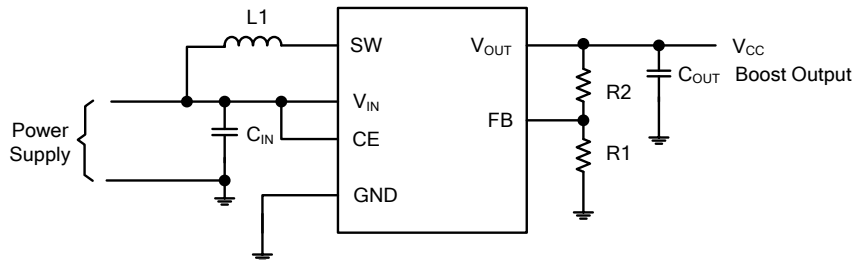 L1
SW
VOUT
VCC
COUT Boost Output
R2
VIN
Power
Supply
CIN
CE
FB
R1
GND